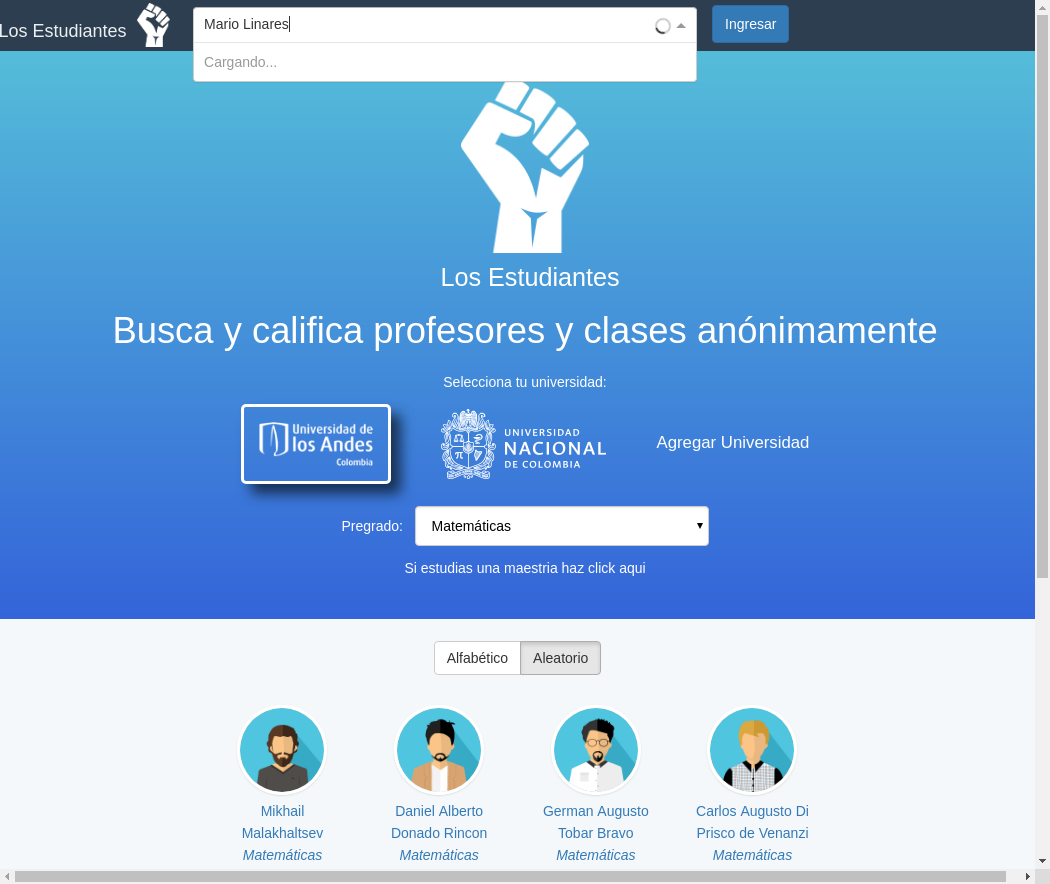 Los Estudiantes
Mario Linares
Ingresar
Cargando...
Los Estudiantes
Busca y califica profesores y clases anónimamente
Selecciona tu universidad:
Universidad de
los Andes
Colombia
UNIVERSIDAD
NACIONAL
DE COLOMBIA
Agregar Universidad
Pregrado:
Matemáticas
Si estudias una maestria haz click aqui
Alfabético
Aleatorio
Mikhail
Malakhaltsev
Matemáticas
Daniel Alberto
Donado Rincon
Matemáticas
German Augusto
Tobar Bravo
Matemáticas
Carlos Augusto Di
Prisco de Venanzi
Matemáticas